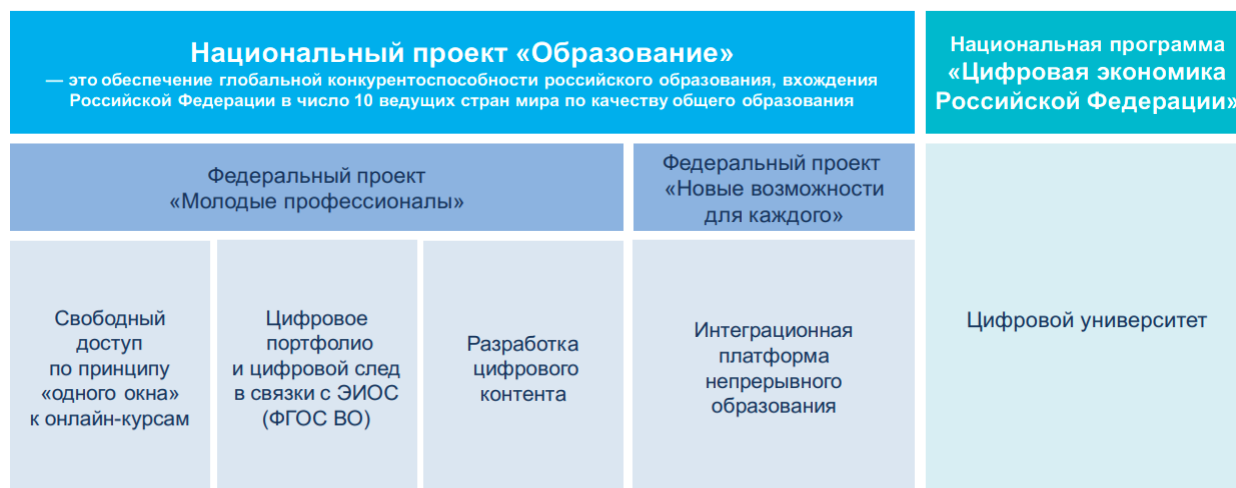 Национальный проект «Образование»
— это обеспечение глобальной конкурентоспособности российского образования, вхождения
Российской Федерации в число 10 ведущих стран мира по качеству общего образования
Национальная программа
«Цифровая экономика
Российской Федерации»
Федеральный проект
«Молодые профессионалы»
Федеральный проект
«Новые возможности
для каждого»
Свободный
доступ
по принципу
«одного окна»
к онлайн-курсам
Цифровое
портфолио
и цифровой след
в связки с ЭИОС
(ФГОС ВО)
Разработка
цифрового
контента
Интеграционная
платформа
непрерывного
образования
Цифровой университет